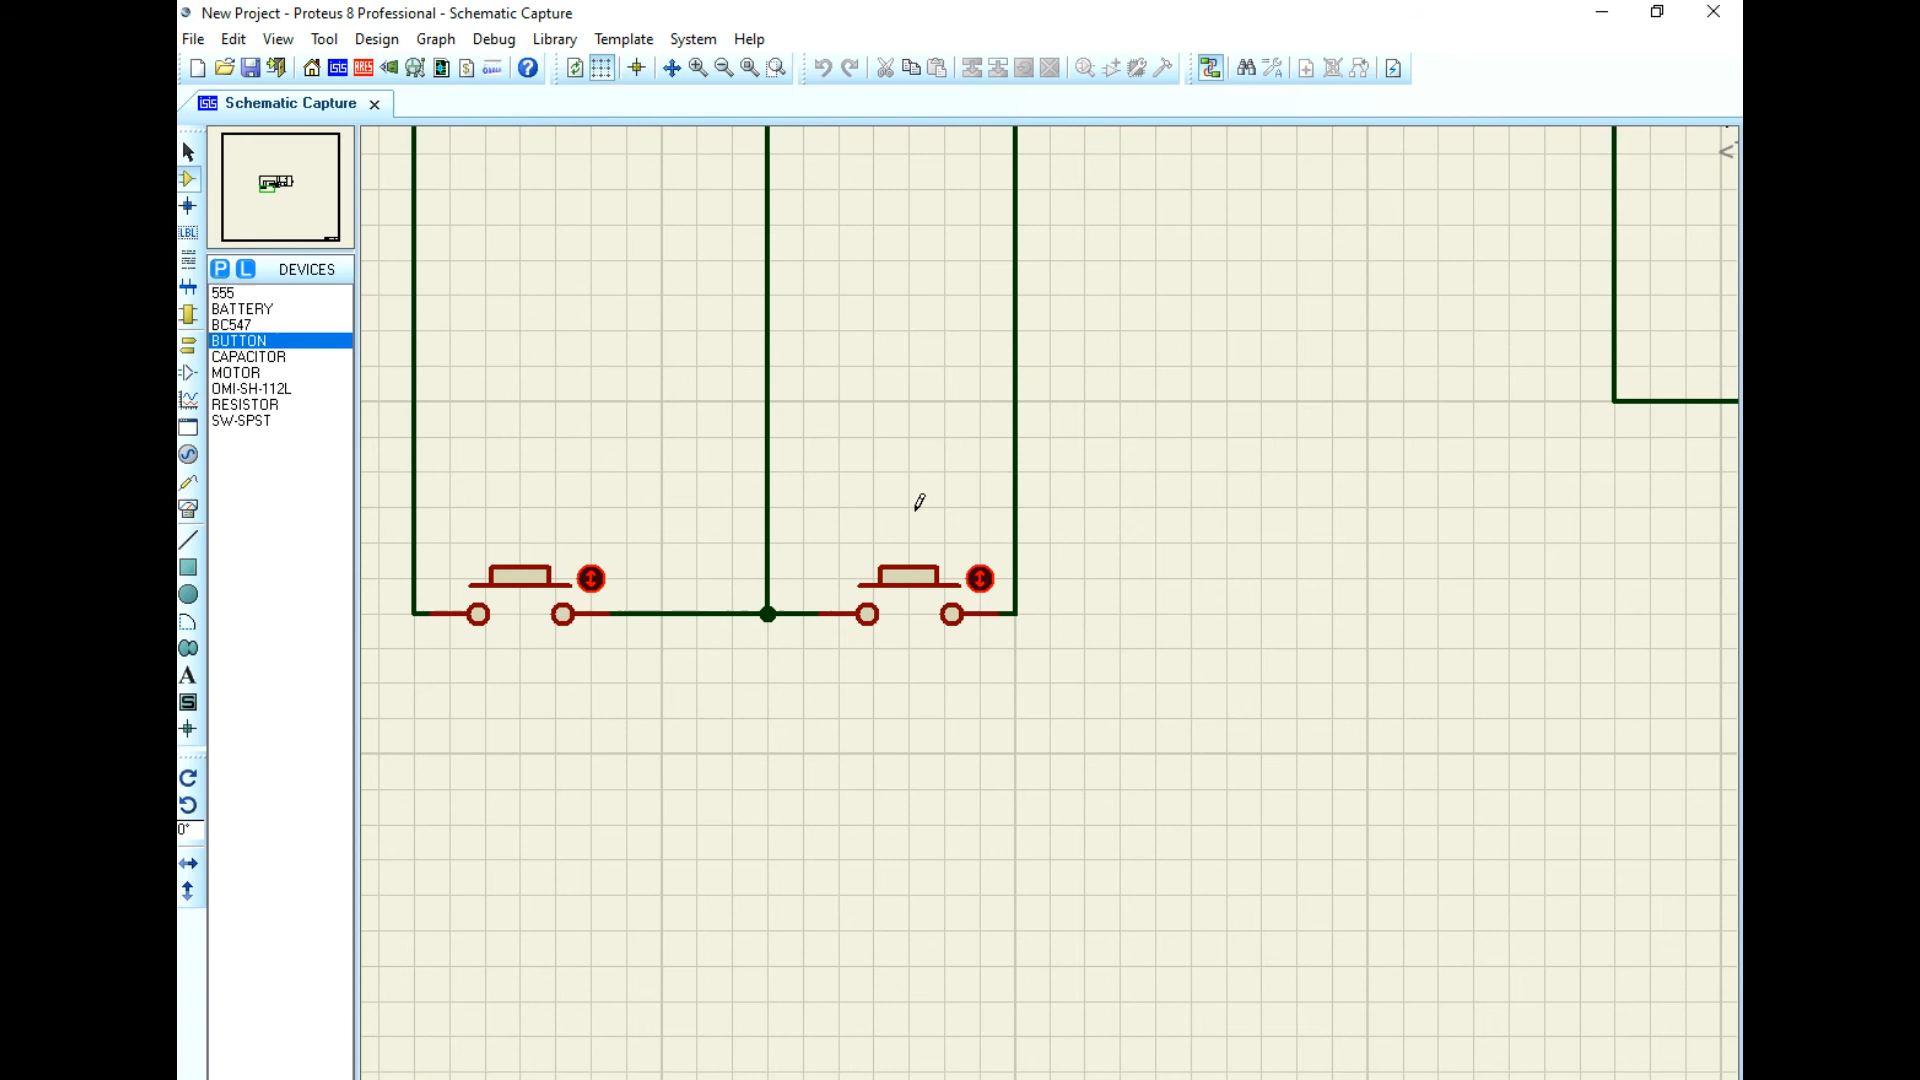 New Project - Proteus 8 Professional - Schematic Capture
File Edit View Tool Design Graph Debug Library Template System Help
Schematic Capture
LBL
P L DEVICES
555
BATTERY
BC547
BUTTON
CAPACITOR
MOTOR
OMI-SH-112L
RESISTOR
SW-SPST
A
S
0°